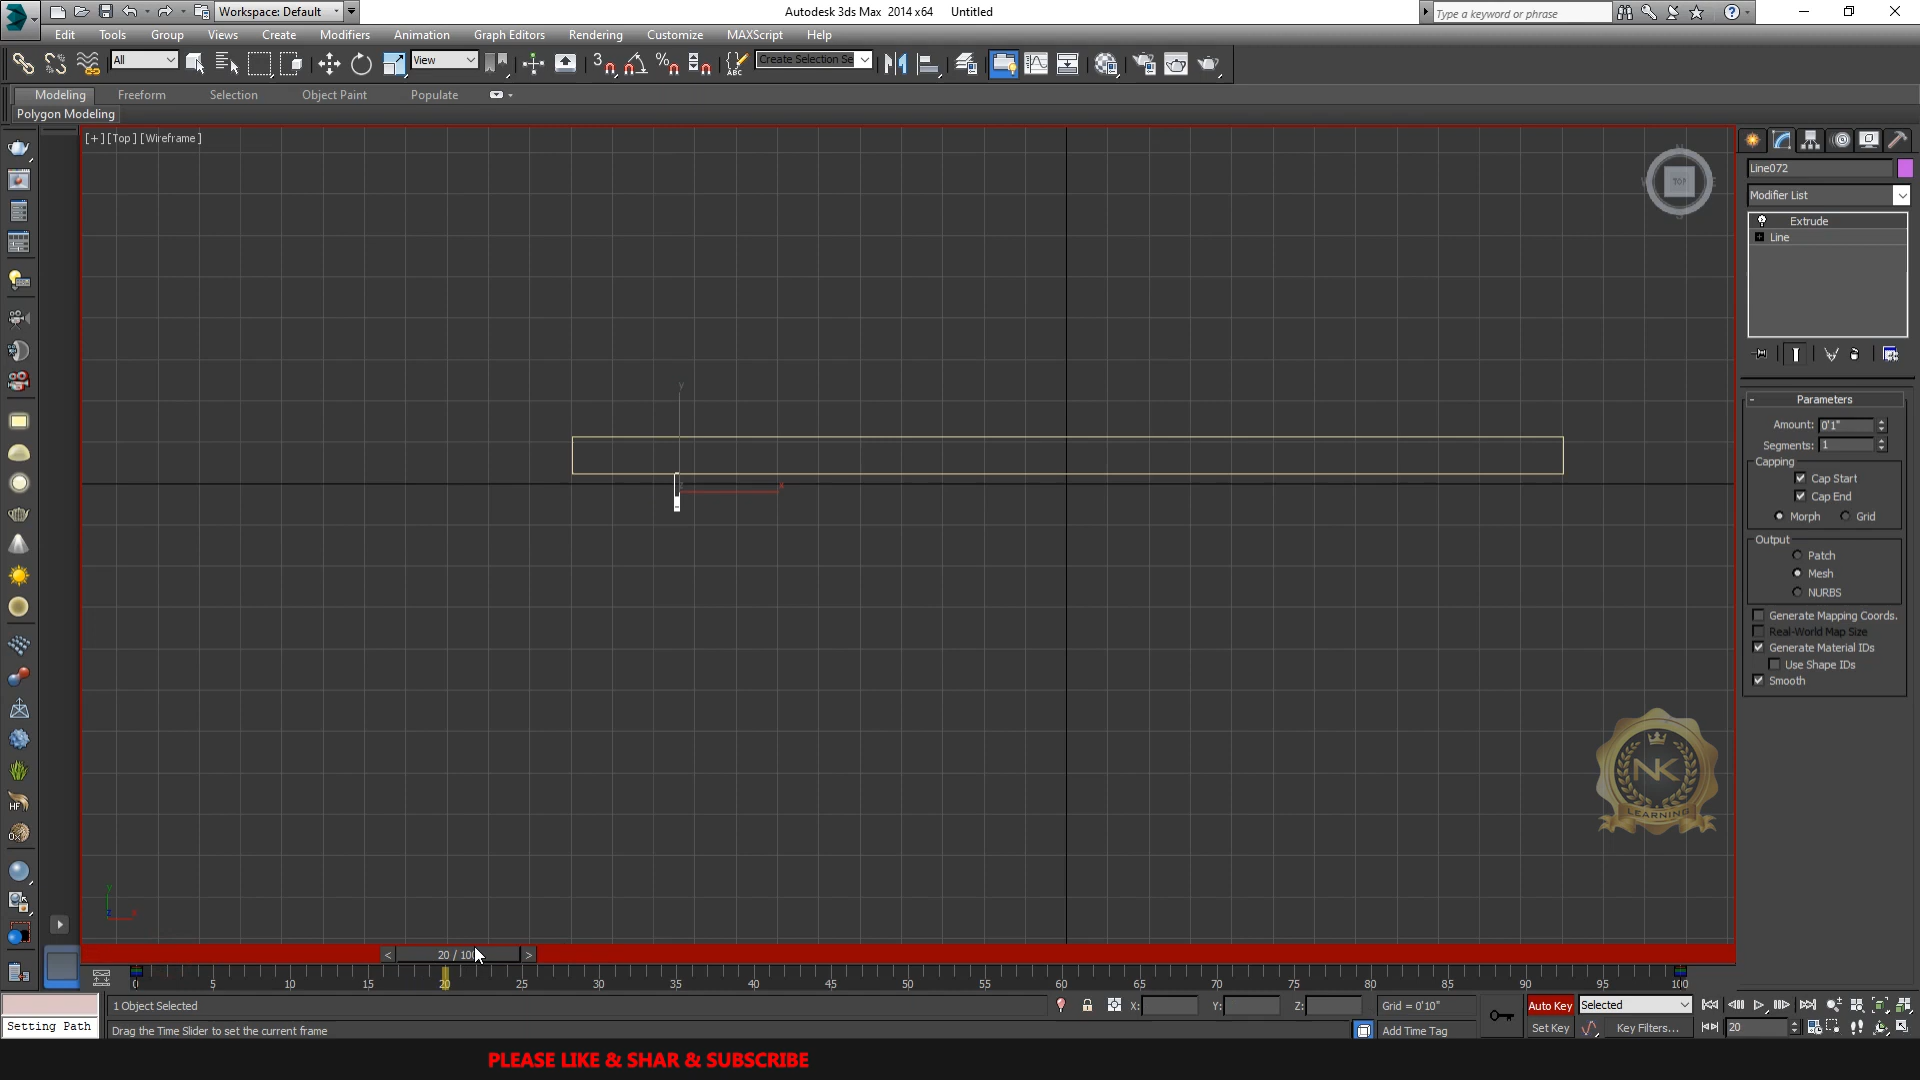 Workspace: Default
Autodesk 3ds Max 2014 x64 Untitled
Type a keyword or phrase
Edit Tools Group Views Create Modifiers Animation Graph Editors Rendering Customize MAXScript Help
All
View
3
Create Selection Se
Modeling Freeform Selection Object Paint Populate
Polygon Modeling
[+] [Top] [Wireframe]
TOP
Line072
Modifier List
Extrude
Line
Parameters
Amount: 0'1"
Segments: 1
Capping
Cap Start
Cap End
Morph Grid
Output
Patch
Mesh
NURBS
Generate Mapping Coords.
Real-World Map Size
Generate Material IDs
Use Shape IDs
Smooth
y
x
NK
LEARNING
HF
< 20 / 100 >
0 5 10 15 20 25 30 35 40 45 50 55 60 65 70 75 80 85 90 95 100
1 Object Selected
X: Y: Z: Grid = 0'10"
Auto Key Selected
Setting Path
Drag the Time Slider to set the current frame
Add Time Tag
Set Key Key Filters... 20
PLEASE LIKE & SHAR & SUBSCRIBE